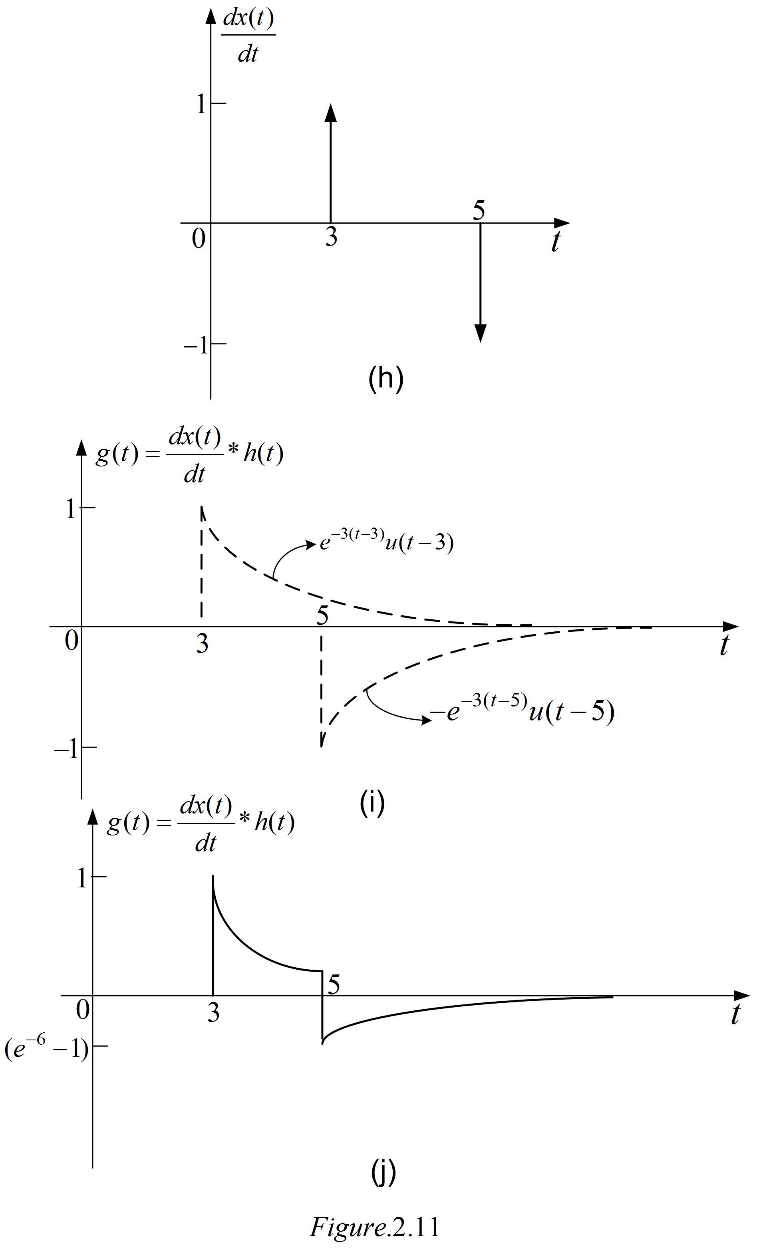 dx(t)
dt
1
5
0
3
t
−1
(h)
g(t) = dx(t)/dt * h(t)
1
e^{−3(t−3)}u(t−3)
5
0
3
t
−e^{−3(t−5)}u(t−5)
−1
(i)
g(t) = dx(t)/dt * h(t)
1
5
0
3
t
(e^{−6} −1)
(j)
Figure.2.11